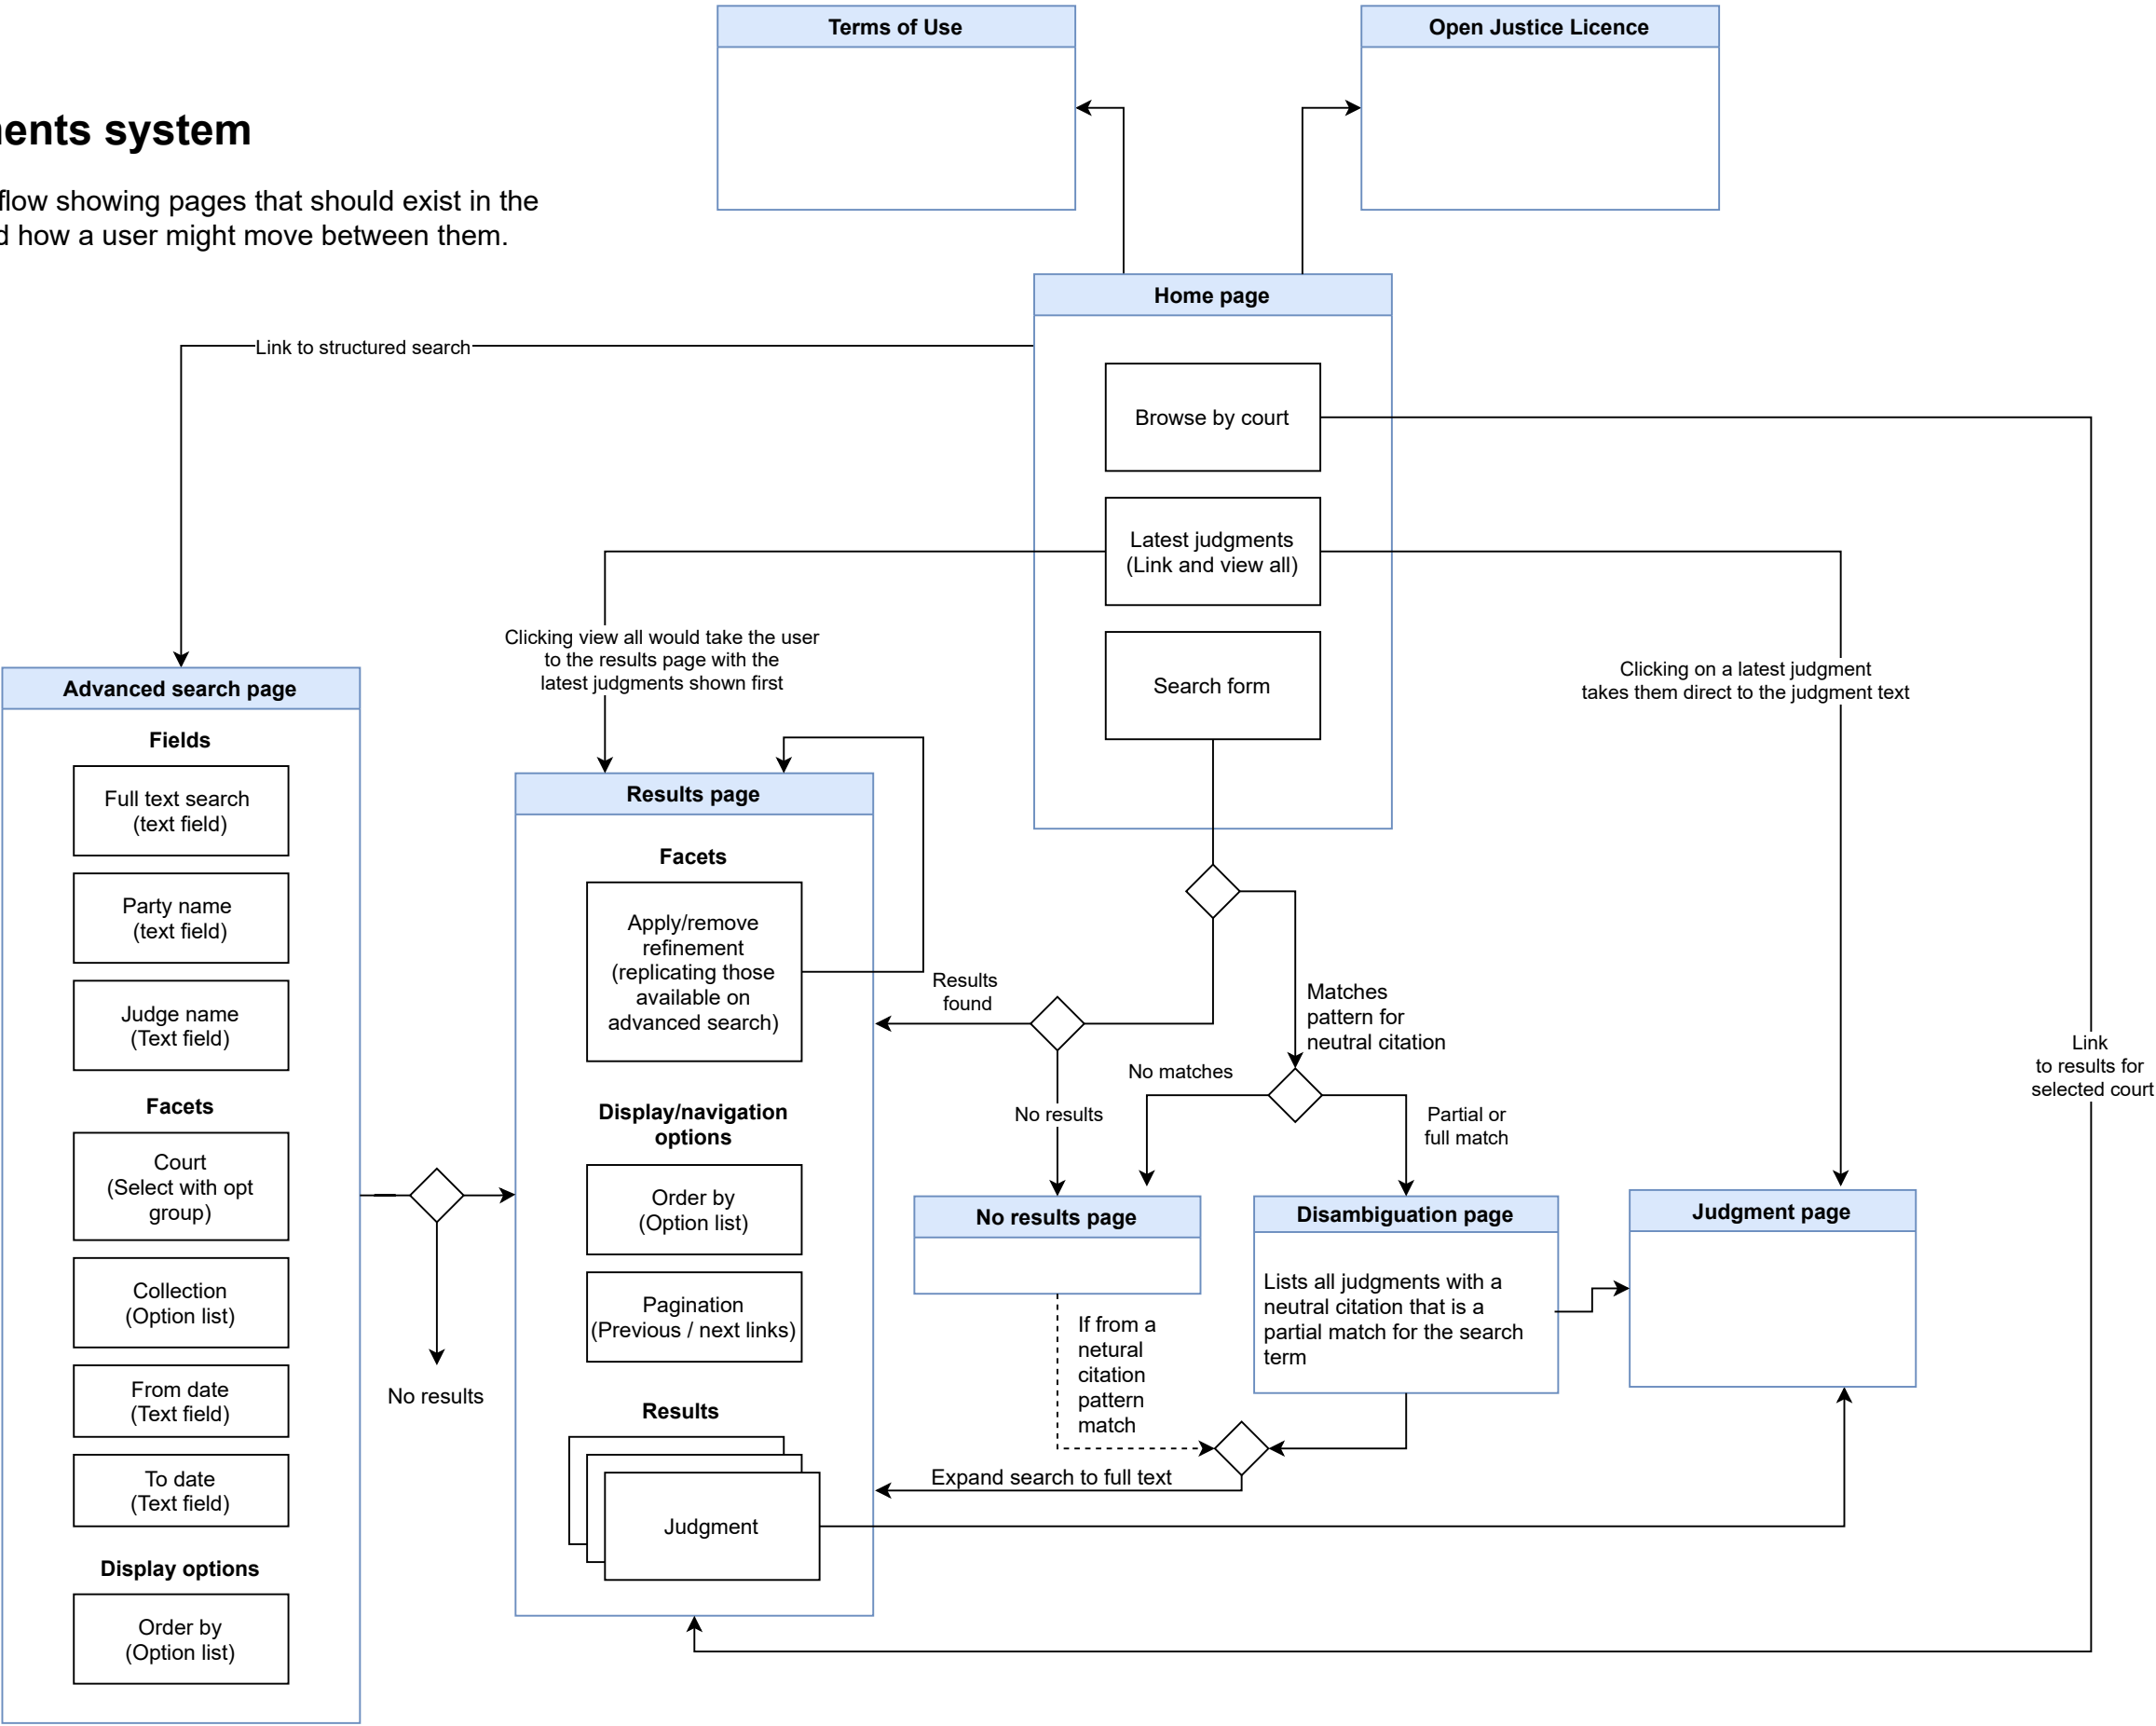 Terms of Use
Open Justice Licence
ents system
flow showing pages that should exist in the
how a user might move between them.
Home page
Link to structured search
Browse by court
Latest judgments
(Link and view all)
Clicking view all would take the user
to the results page with the
latest judgments shown first
Search form
Clicking on a latest judgment
takes them direct to the judgment text
Advanced search page
Fields
Full text search
(text field)
Party name
(text field)
Judge name
(Text field)
Facets
Court
(Select with opt
group)
Collection
(Option list)
From date
(Text field)
To date
(Text field)
Display options
Order by
(Option list)
No results
Results page
Facets
Apply/remove
refinement
(replicating those
available on
advanced search)
Display/navigation
options
Order by
(Option list)
Pagination
(Previous / next links)
Results
Judgment
Results
found
No results
Matches
pattern for
neutral citation
No matches
Partial or
full match
Link
to results for
selected court
No results page
Disambiguation page
Lists all judgments with a
neutral citation that is a
partial match for the search
term
Judgment page
If from a
netural
citation
pattern
match
Expand search to full text